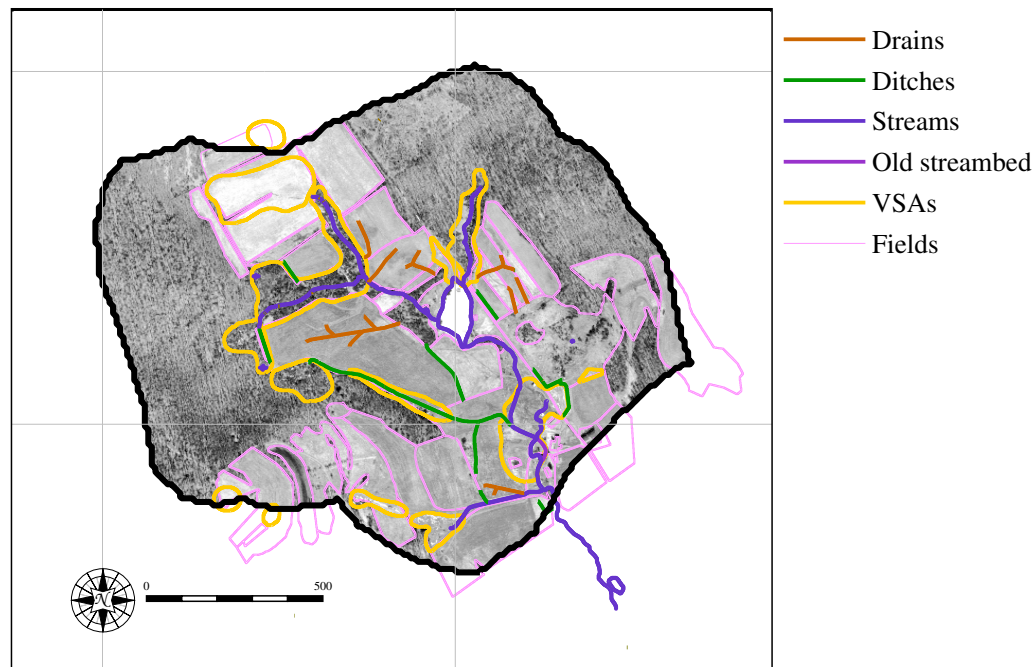 Drains
Ditches
Streams
Old streambed
VSAs
Fields
0 500
N